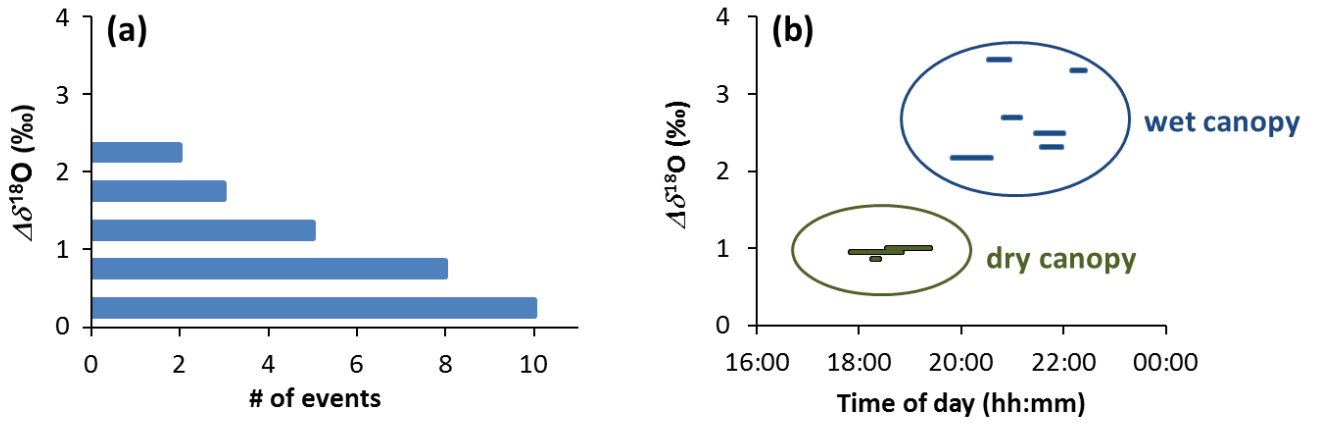 (a)
4
3
2
1
0
Δδ¹⁸O (‰)
0 2 4 6 8 10
# of events
(b)
4
3
2
1
0
Δδ¹⁸O (‰)
wet canopy
dry canopy
16:00 18:00 20:00 22:00 00:00
Time of day (hh:mm)